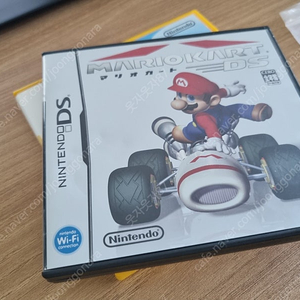 MARIOKART
DS
マリオカート
NINTENDO DS
Nintendo
Nintendo
Wi-Fi
CONNECTION